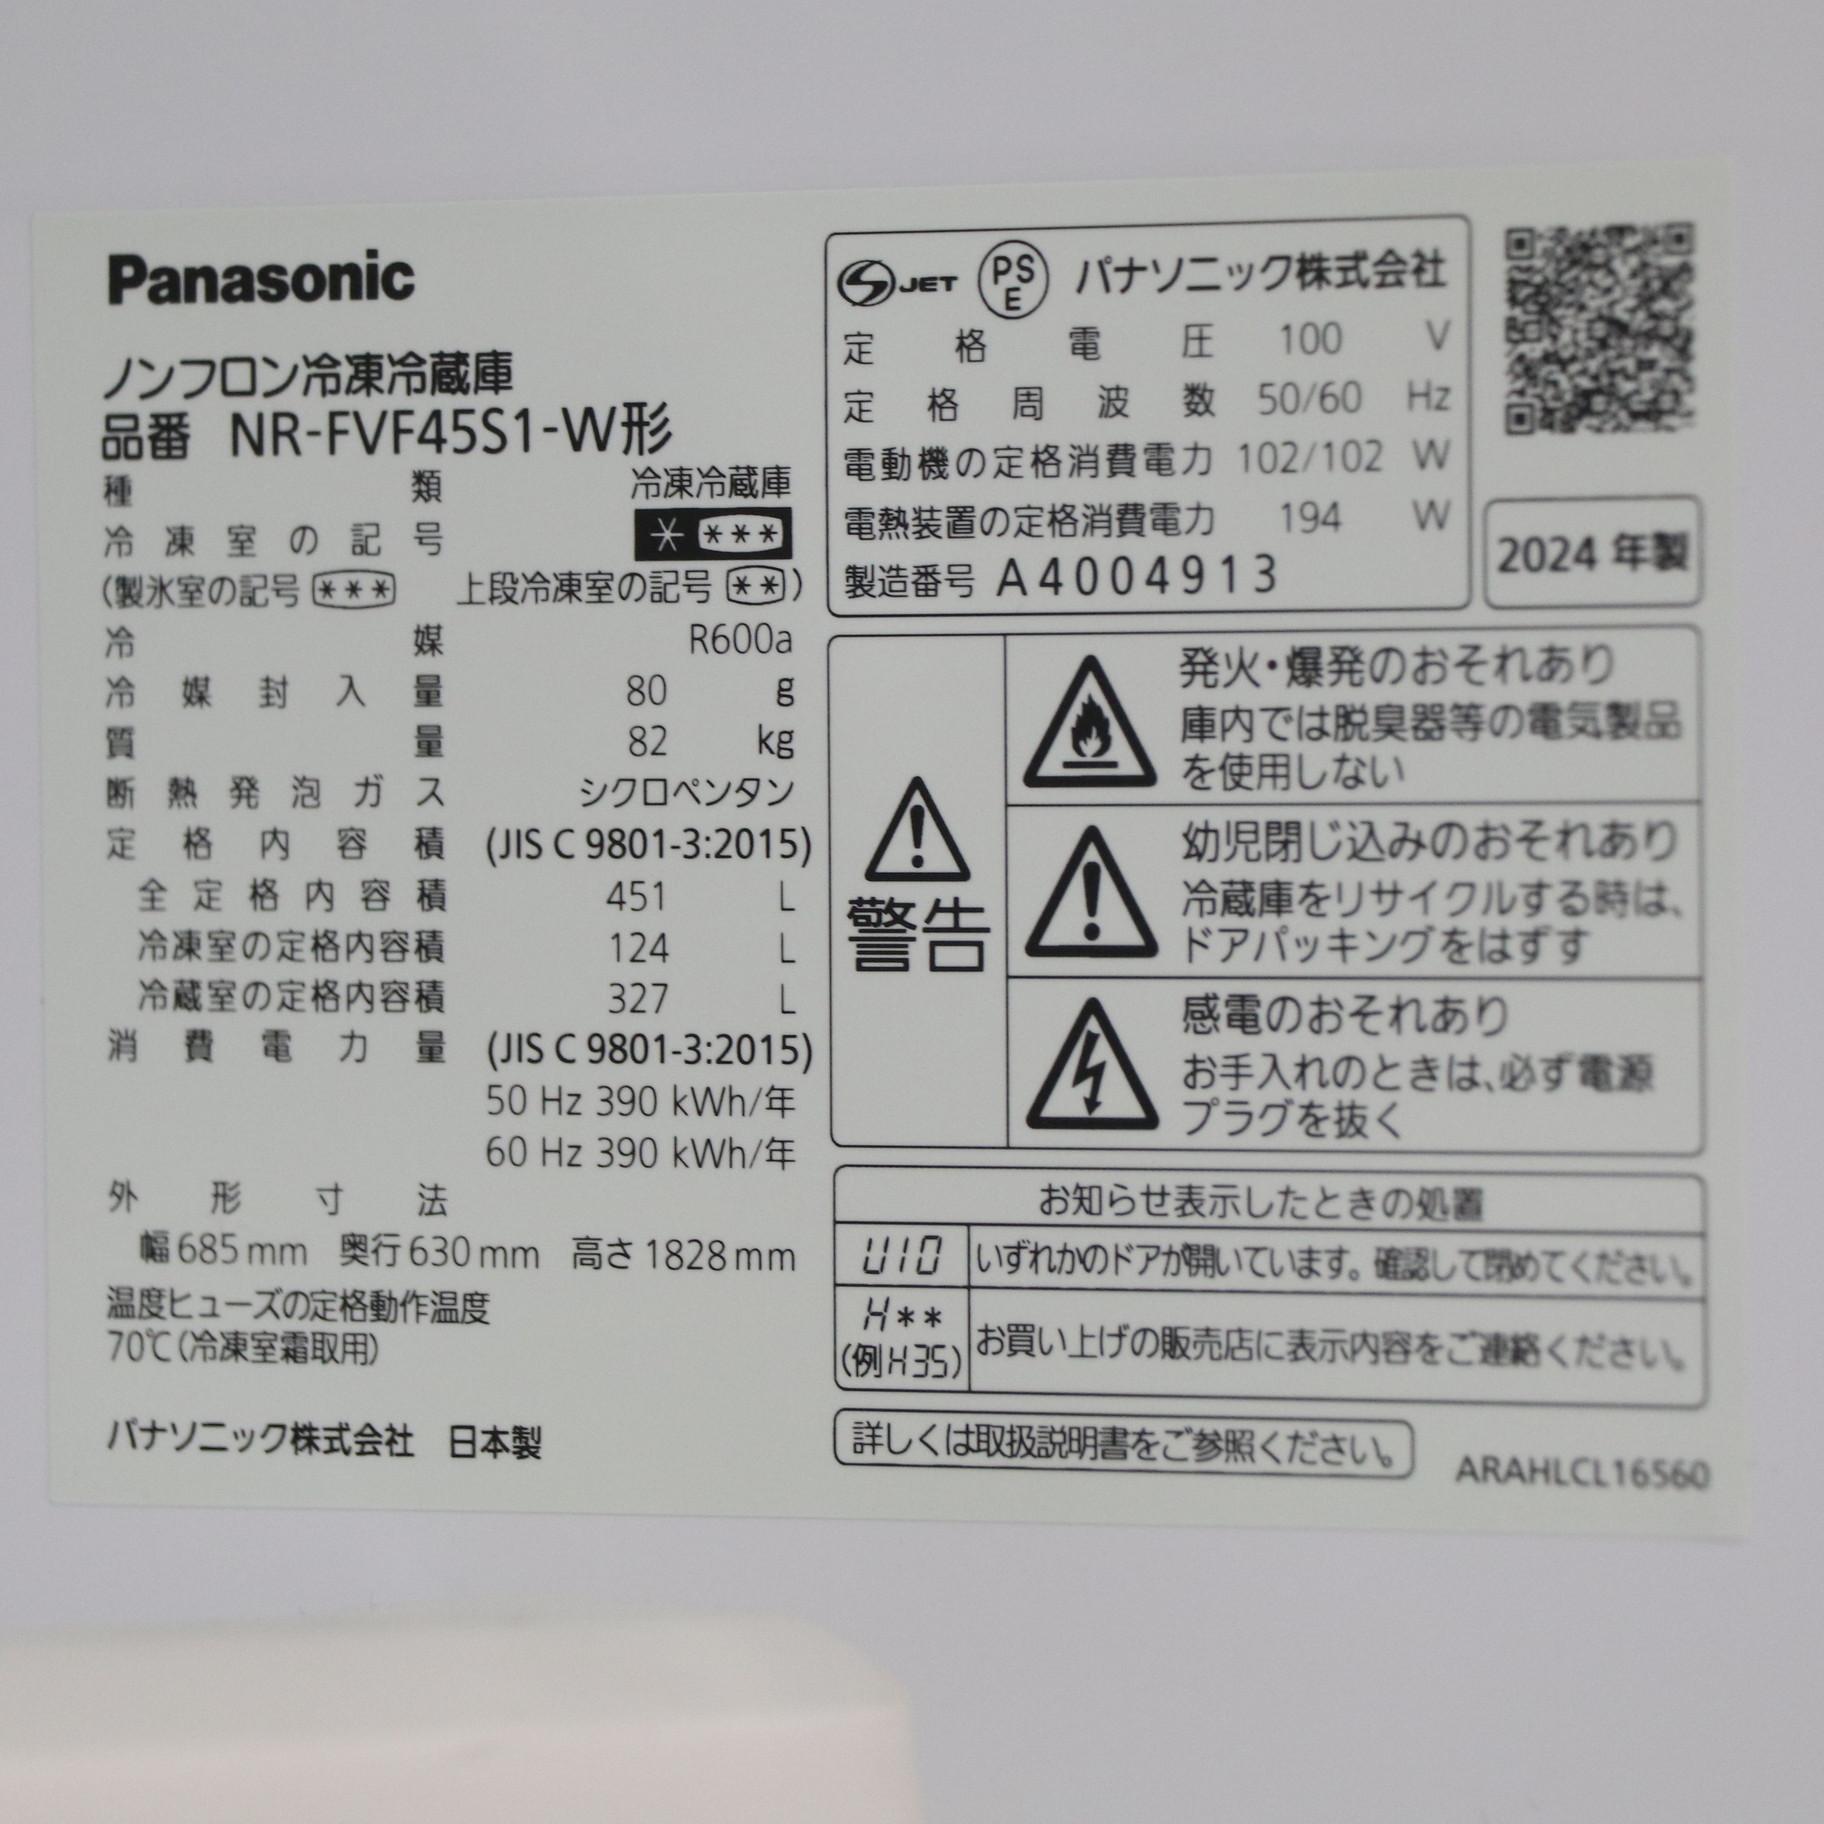 Panasonic
ノンフロン冷凍冷蔵庫
品番 NR-FVF45S1-W形
種類 冷凍冷蔵庫
冷凍室の記号 * ***
(製氷室の記号 *** 上段冷凍室の記号 **)
冷媒 R600a
冷媒封入量 80 g
質量 82 kg
断熱発泡ガス シクロペンタン
定格内容積 (JIS C 9801-3:2015)
全定格内容積 451 L
冷凍室の定格内容積 124 L
冷蔵室の定格内容積 327 L
消費電力量 (JIS C 9801-3:2015)
50 Hz 390 kWh/年
60 Hz 390 kWh/年
外形寸法
幅685mm 奥行630mm 高さ1828mm
温度ヒューズの定格動作温度
70℃(冷凍室霜取用)
パナソニック株式会社 日本製
S JET PSE パナソニック株式会社
定格電圧 100 V
定格周波数 50/60 Hz
電動機の定格消費電力 102/102 W
電熱装置の定格消費電力 194 W
製造番号 A4004913
2024年製
警告
発火・爆発のおそれあり
庫内では脱臭器等の電気製品
を使用しない
幼児閉じ込みのおそれあり
冷蔵庫をリサイクルする時は、
ドアパッキングをはずす
感電のおそれあり
お手入れのときは、必ず電源
プラグを抜く
お知らせ表示したときの処置
U10 いずれかのドアが開いています。確認して閉めてください。
H**
(例H35) お買い上げの販売店に表示内容をご連絡ください。
詳しくは取扱説明書をご参照ください。
ARAHLCL16560